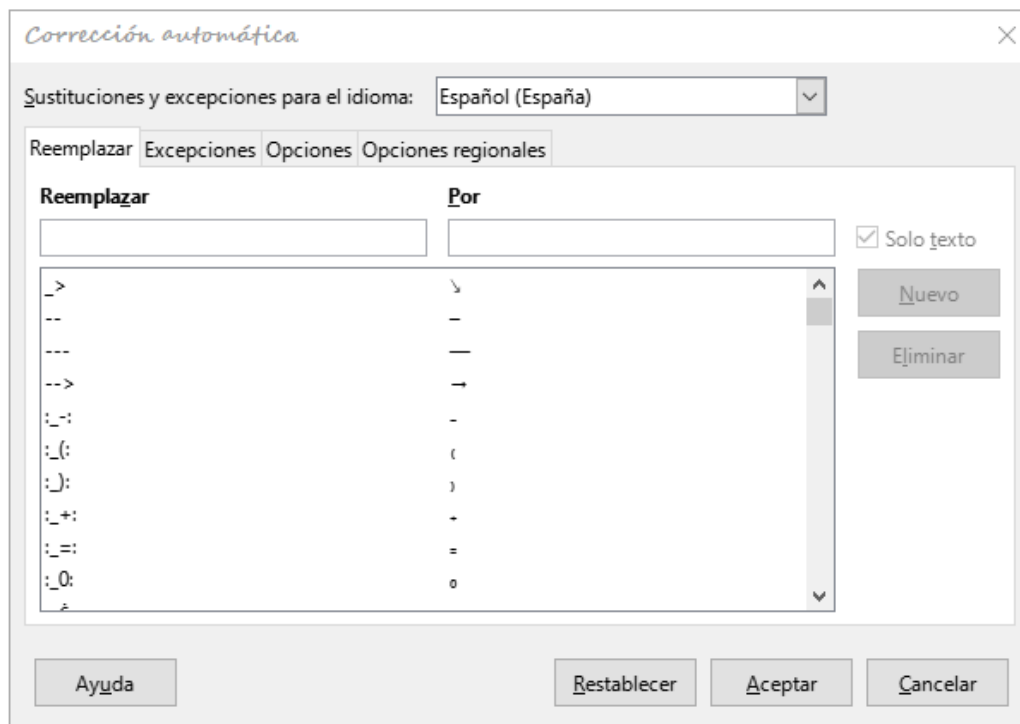 Corrección automática
Sustituciones y excepciones para el idioma: Español (España)
Reemplazar Excepciones Opciones Opciones regionales
Reemplazar Por
Solo texto
_> ↘
-- –
--- —
--> →
:_-: ₋
:_(: ₍
:_): ₎
:_+: ₊
:_=: ₌
:_0: ₀
Nuevo
Eliminar
Ayuda Restablecer Aceptar Cancelar